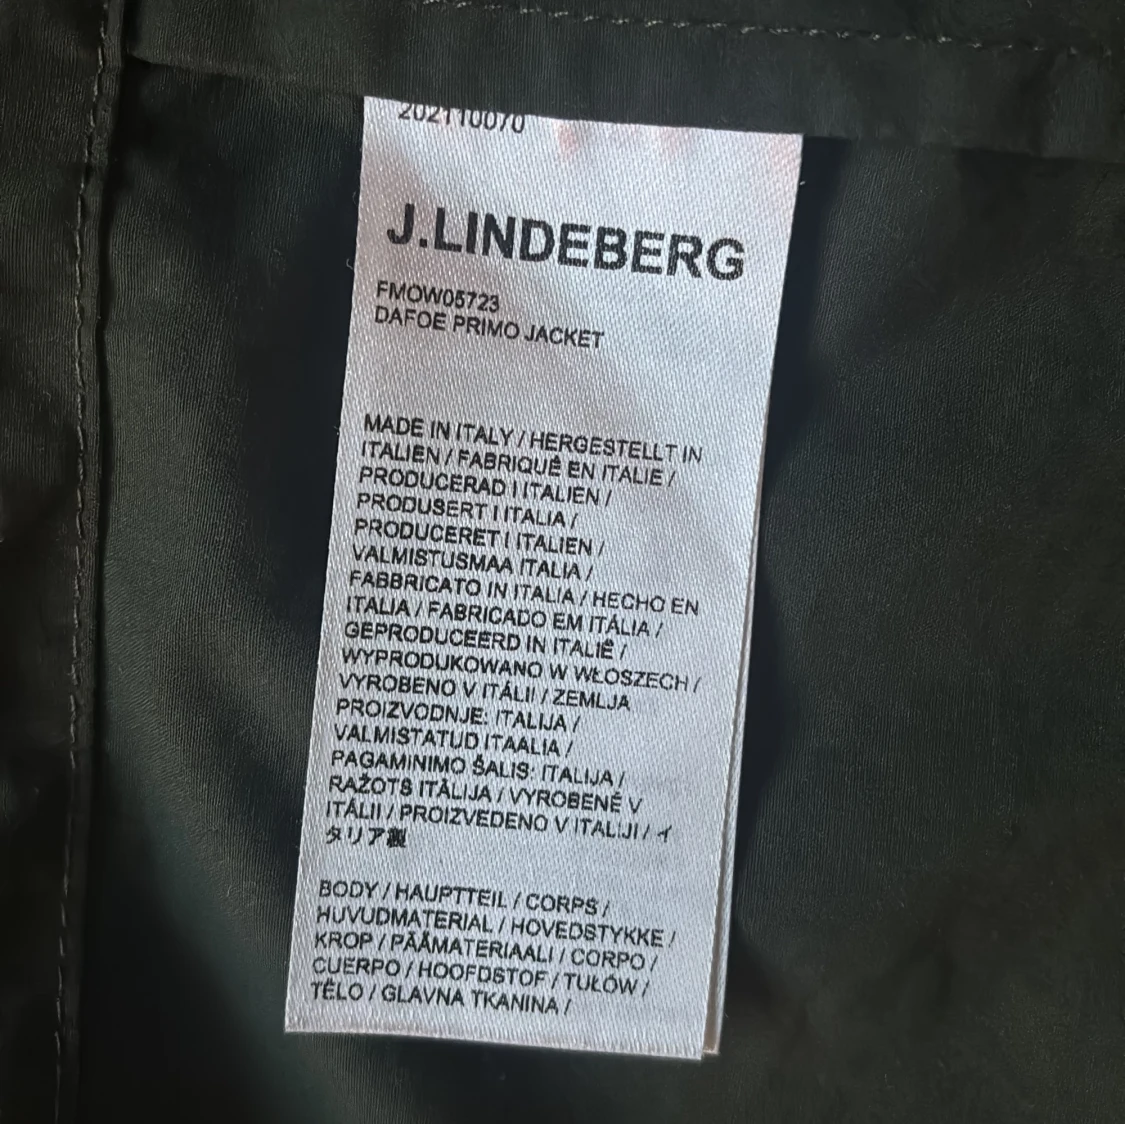 202110070
J.LINDEBERG
FMOW05723
DAFOE PRIMO JACKET
MADE IN ITALY / HERGESTELLT IN
ITALIEN / FABRIQUÉ EN ITALIE /
PRODUCERAD I ITALIEN /
PRODUSERT I ITALIA /
PRODUCERET I ITALIEN /
VALMISTUSMAA ITALIA /
FABBRICATO IN ITALIA / HECHO EN
ITALIA / FABRICADO EM ITÁLIA /
GEPRODUCEERD IN ITALIË /
WYPRODUKOWANO W WŁOSZECH /
VYROBENO V ITÁLII / ZEMLJA
PROIZVODNJE: ITALIJA /
VALMISTATUD ITAALIA /
PAGAMINIMO ŠALIS: ITALIJA /
RAŽOTS ITĀLIJA / VYROBENÉ V
ITÁLII / PROIZVEDENO V ITALIJI / イ
タリア製
BODY / HAUPTTEIL / CORPS /
HUVUDMATERIAL / HOVEDSTYKKE /
KROP / PÄÄMATERIAALI / CORPO /
CUERPO / HOOFDSTOF / TUŁÓW /
TĚLO / GLAVNA TKANINA /